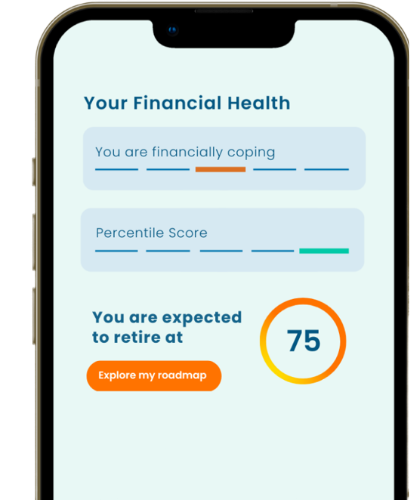 Your Financial Health
You are financially coping
Percentile Score
You are expected
to retire at
75
Explore my roadmap